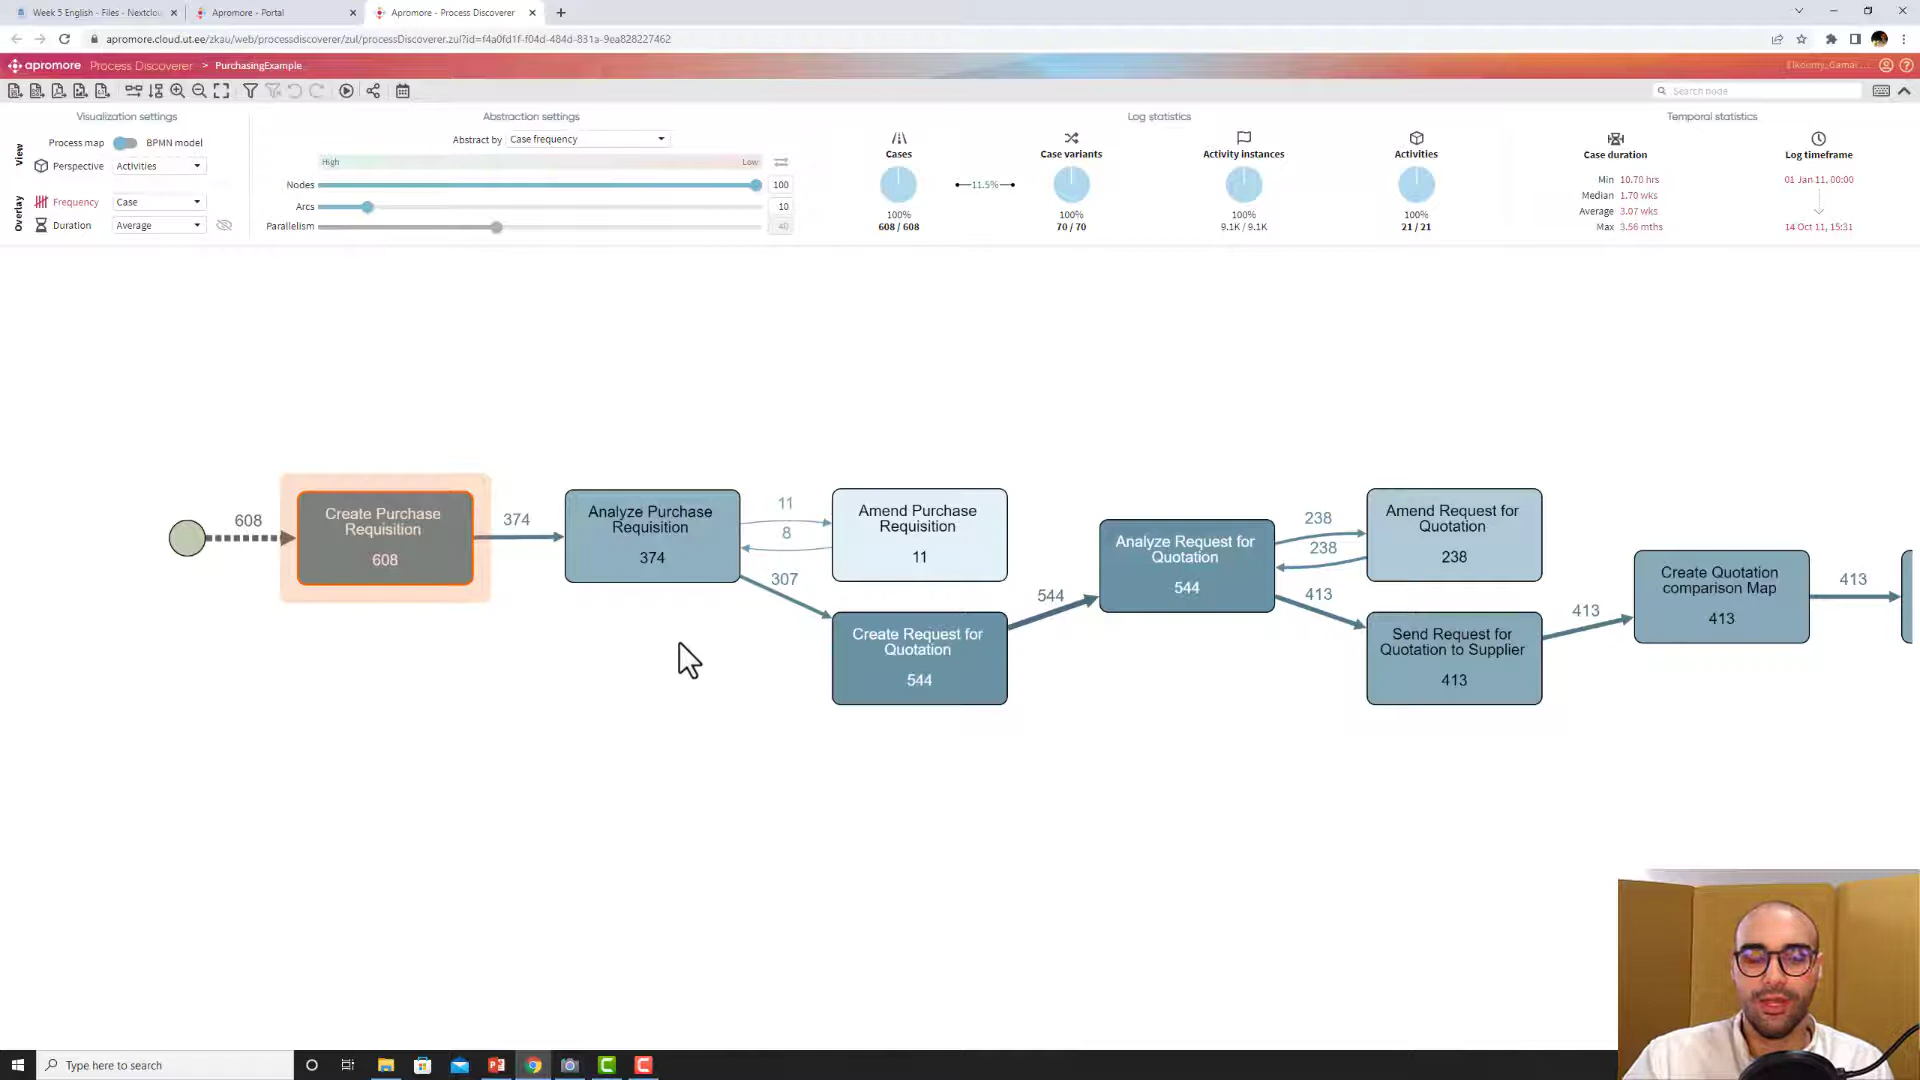 Week 5 English - Files - Nextclou
Apromore - Portal
Apromore - Process Discoverer
apromore.cloud.ut.ee/zkau/web/processdiscoverer/zul/processDiscoverer.zul?id=f4a0fd1f-f04d-484d-831a-9ea828227462
apromore Process Discoverer > PurchasingExample
Search node
Visualization settings
View
Process map
BPMN model
Perspective
Activities
Overlay
Frequency
Case
Duration
Average
Abstraction settings
Abstract by
Case frequency
High
Low
Nodes
100
Arcs
10
Parallelism
40
Log statistics
Cases
100%
608 / 608
11.5%
Case variants
100%
70 / 70
Activity instances
100%
9.1K / 9.1K
Activities
100%
21 / 21
Temporal statistics
Case duration
Min 10.70 hrs
Median 1.70 wks
Average 3.07 wks
Max 3.56 mths
Log timeframe
01 Jan 11, 00:00
14 Oct 11, 15:31
608
Create Purchase
Requisition
608
374
Analyze Purchase
Requisition
374
11
8
307
Amend Purchase
Requisition
11
Create Request for
Quotation
544
544
Analyze Request for
Quotation
544
238
238
413
Amend Request for
Quotation
238
Send Request for
Quotation to Supplier
413
413
Create Quotation
comparison Map
413
413
Type here to search